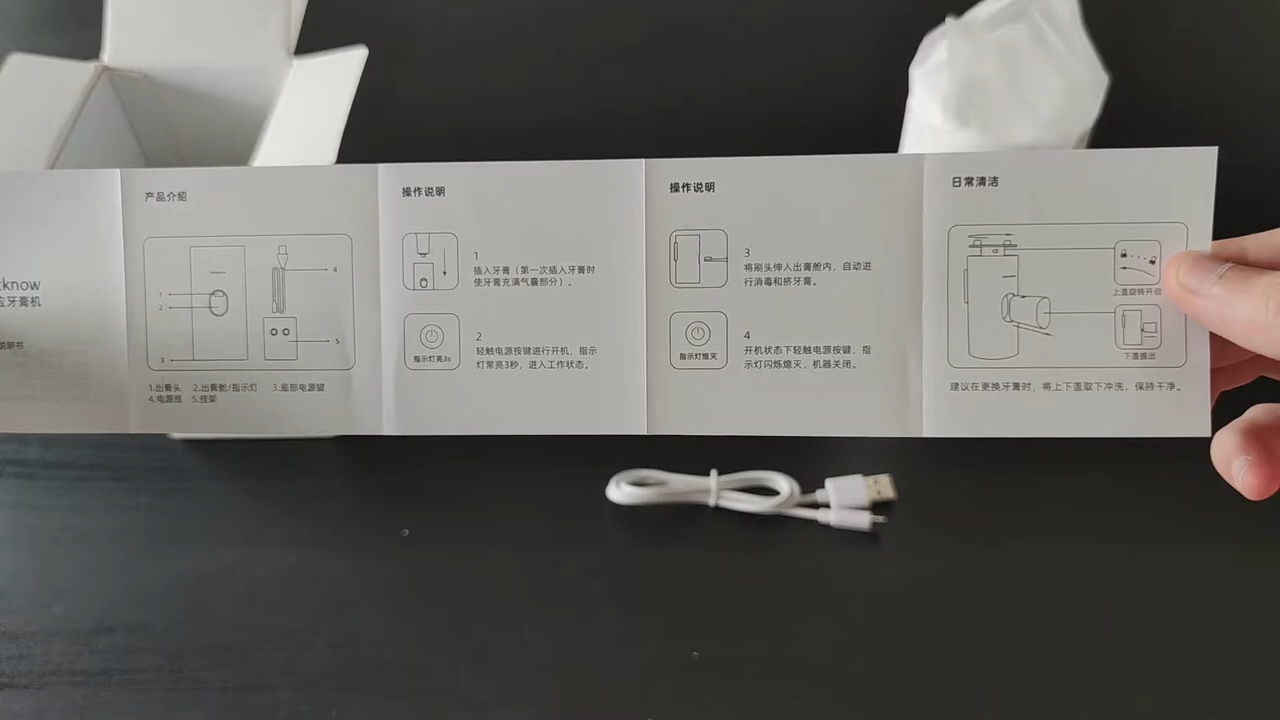 know
应牙膏机
说明书
产品介绍
1
2
3
4
5
1.出膏头 2.出膏舱/指示灯 3.底部电源键
4.电源线 5.挂架
操作说明
1
插入牙膏（第一次插入牙膏时
使牙膏充满气囊部分）。
指示灯亮3s
2
轻触电源按键进行开机，指示
灯常亮3秒，进入工作状态。
操作说明
3
将刷头伸入出膏舱内，自动进
行消毒和挤牙膏。
指示灯熄灭
4
开机状态下轻触电源按键，指
示灯闪烁熄灭，机器关闭。
日常清洁
上盖旋转开启
下盖拔出
建议在更换牙膏时，将上下盖取下冲洗，保持干净。